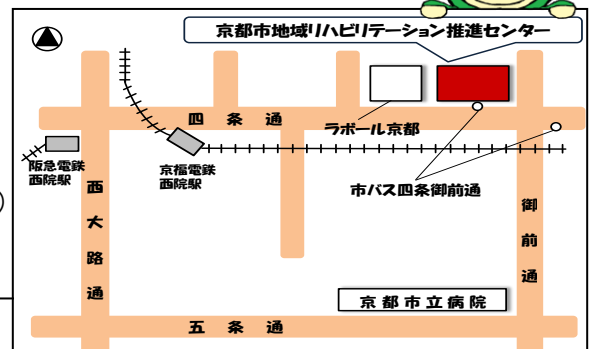 京都市地域リハビリテーション推進センター
四条通
ラボール京都
阪急電鉄
西院駅
京福電鉄
西院駅
市バス四条御前通
西大路通
御前通
京都市立病院
五条通